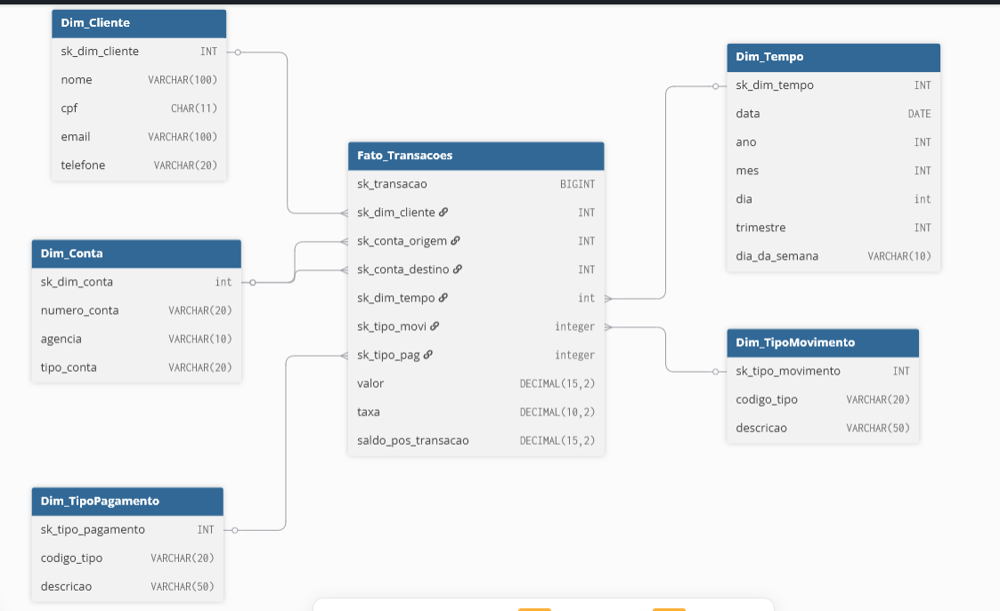 Dim_Cliente
sk_dim_cliente INT
nome VARCHAR(100)
cpf CHAR(11)
email VARCHAR(100)
telefone VARCHAR(20)
Dim_Conta
sk_dim_conta int
numero_conta VARCHAR(20)
agencia VARCHAR(10)
tipo_conta VARCHAR(20)
Dim_TipoPagamento
sk_tipo_pagamento INT
codigo_tipo VARCHAR(20)
descricao VARCHAR(50)
Fato_Transacoes
sk_transacao BIGINT
sk_dim_cliente INT
sk_conta_origem INT
sk_conta_destino INT
sk_dim_tempo int
sk_tipo_movi integer
sk_tipo_pag integer
valor DECIMAL(15,2)
taxa DECIMAL(10,2)
saldo_pos_transacao DECIMAL(15,2)
Dim_Tempo
sk_dim_tempo INT
data DATE
ano INT
mes INT
dia int
trimestre INT
dia_da_semana VARCHAR(10)
Dim_TipoMovimento
sk_tipo_movimento INT
codigo_tipo VARCHAR(20)
descricao VARCHAR(50)